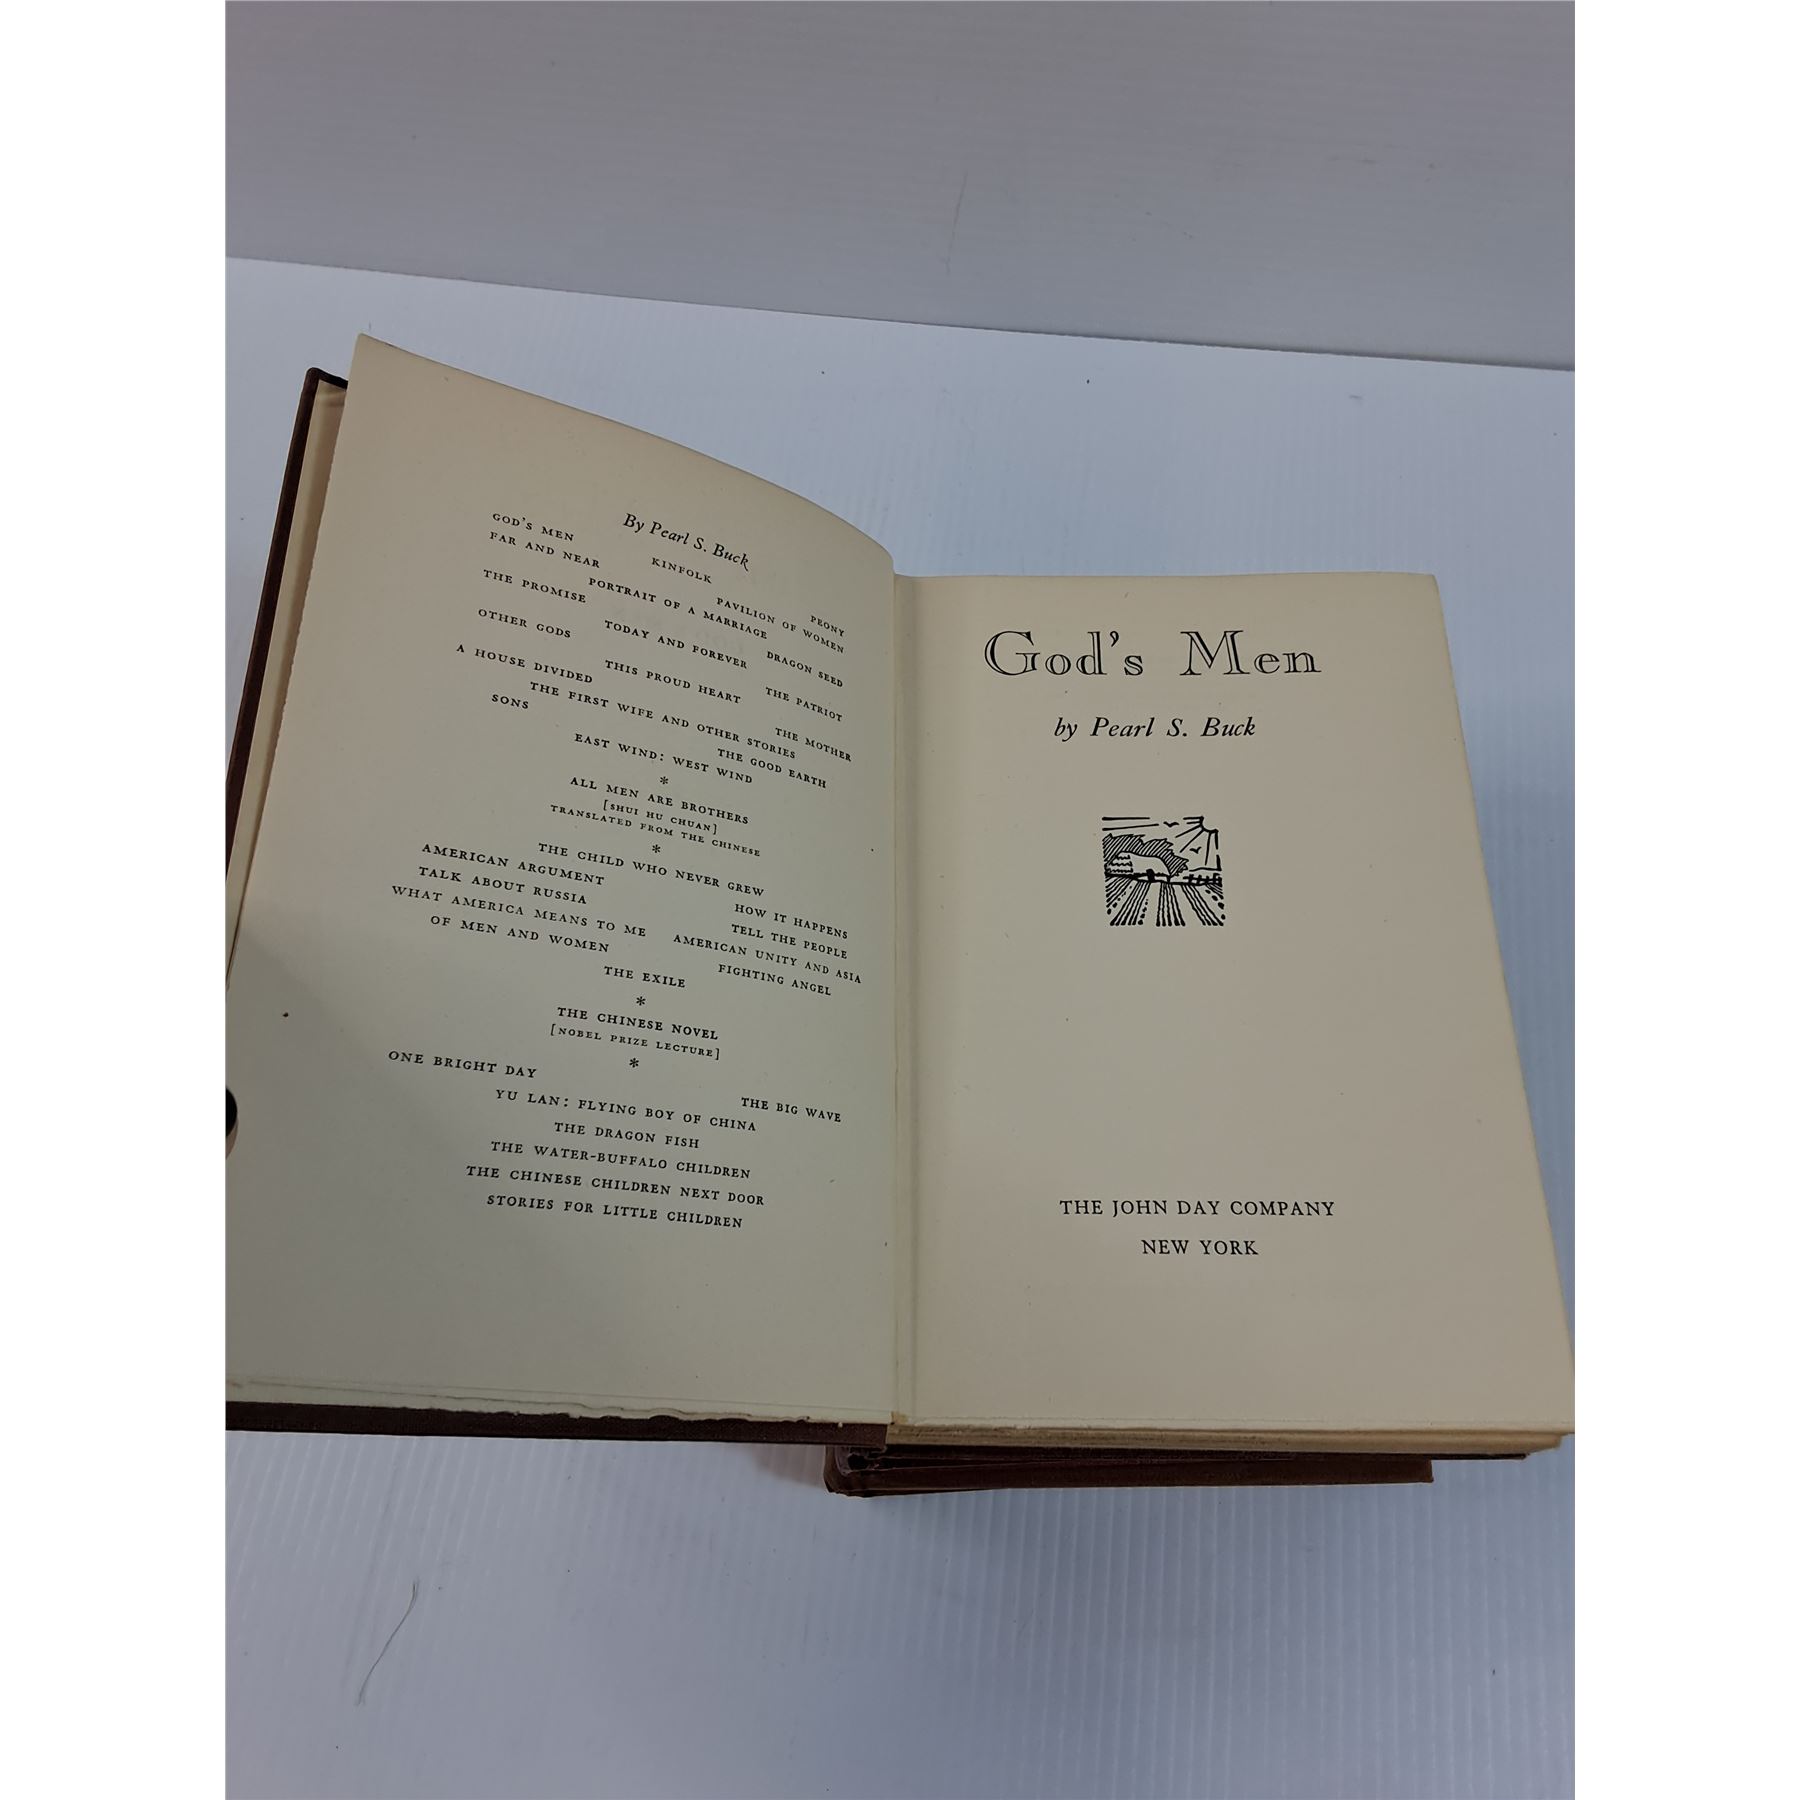 By Pearl S. Buck
GOD'S MEN KINFOLK PEONY
FAR AND NEAR PAVILION OF WOMEN
PORTRAIT OF A MARRIAGE
THE PROMISE DRAGON SEED
TODAY AND FOREVER
OTHER GODS THE PATRIOT
THIS PROUD HEART
A HOUSE DIVIDED THE MOTHER
THE FIRST WIFE AND OTHER STORIES
SONS THE GOOD EARTH
EAST WIND: WEST WIND
*
ALL MEN ARE BROTHERS
[SHUI HU CHUAN]
TRANSLATED FROM THE CHINESE
*
THE CHILD WHO NEVER GREW
AMERICAN ARGUMENT HOW IT HAPPENS
TALK ABOUT RUSSIA TELL THE PEOPLE
WHAT AMERICA MEANS TO ME AMERICAN UNITY AND ASIA
OF MEN AND WOMEN FIGHTING ANGEL
THE EXILE
*
THE CHINESE NOVEL
[NOBEL PRIZE LECTURE]
*
ONE BRIGHT DAY THE BIG WAVE
YU LAN: FLYING BOY OF CHINA
THE DRAGON FISH
THE WATER-BUFFALO CHILDREN
THE CHINESE CHILDREN NEXT DOOR
STORIES FOR LITTLE CHILDREN
God's Men
by Pearl S. Buck
THE JOHN DAY COMPANY
NEW YORK